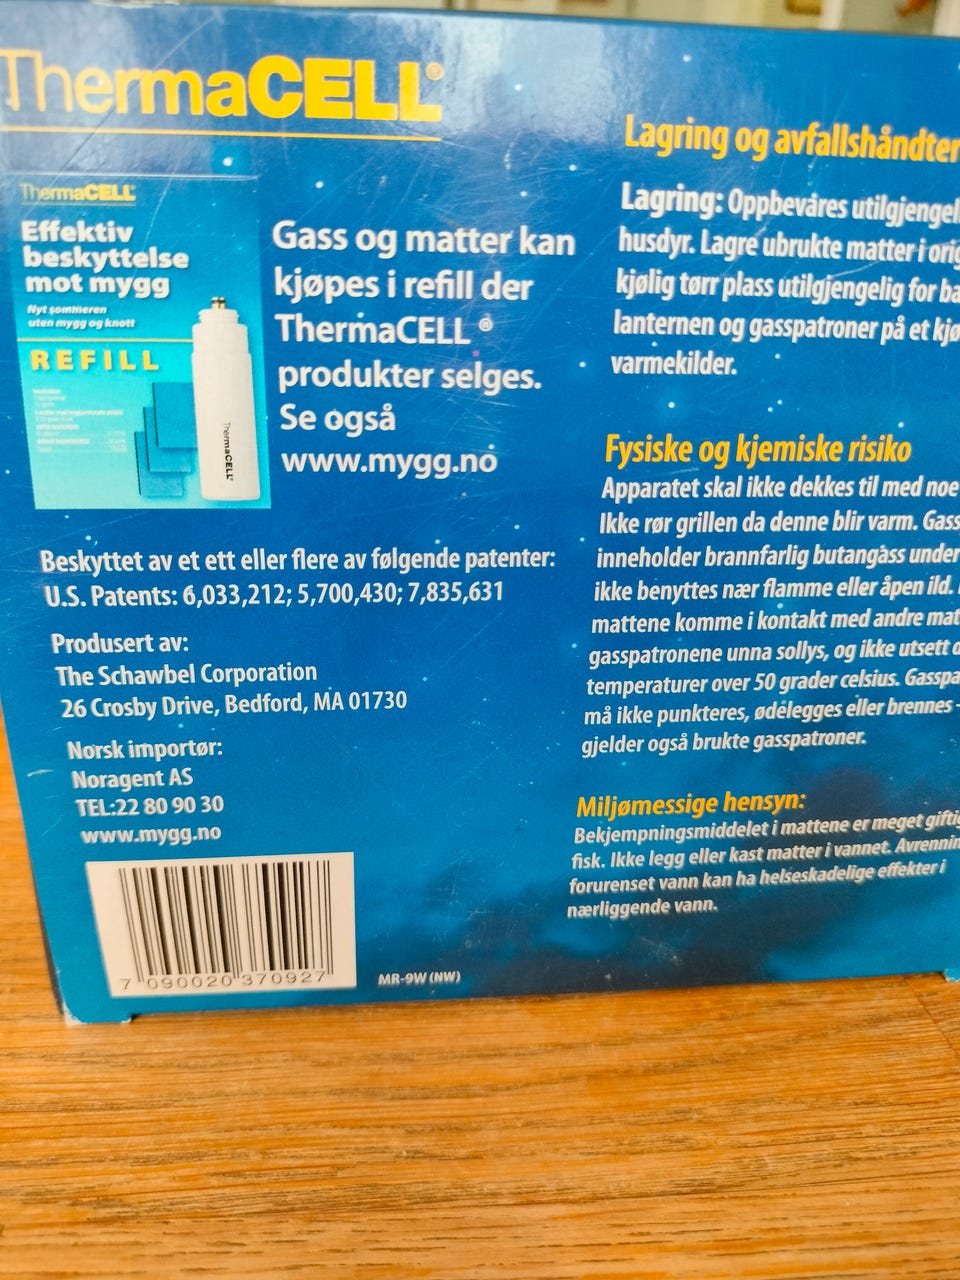 ThermaCELL®
ThermaCELL
Effektiv
beskyttelse
mot mygg
Nyt sommeren
uten mygg og knott
REFILL
ThermaCELL
Gass og matter kan
kjøpes i refill der
ThermaCELL ®
produkter selges.
Se også
www.mygg.no
Beskyttet av et ett eller flere av følgende patenter:
U.S. Patents: 6,033,212; 5,700,430; 7,835,631
Produsert av:
The Schawbel Corporation
26 Crosby Drive, Bedford, MA 01730
Norsk importør:
Noragent AS
TEL:22 80 90 30
www.mygg.no
7 090020 370927
MR-9W (NW)
Lagring og avfallshåndter
Lagring: Oppbevares utilgjengel
husdyr. Lagre ubrukte matter i orig
kjølig tørr plass utilgjengelig for ba
lanternen og gasspatroner på et kjø
varmekilder.
Fysiske og kjemiske risiko
Apparatet skal ikke dekkes til med noe
Ikke rør grillen da denne blir varm. Gass
inneholder brannfarlig butangass under
ikke benyttes nær flamme eller åpen ild.
mattene komme i kontakt med andre mat
gasspatronene unna sollys, og ikke utsett
temperaturer over 50 grader celsius. Gasspa
må ikke punkteres, ødelegges eller brennes -
gjelder også brukte gasspatroner.
Miljømessige hensyn:
Bekjempningsmiddelet i mattene er meget giftig
fisk. Ikke legg eller kast matter i vannet. Avrennin
forurenset vann kan ha helseskadelige effekter i
nærliggende vann.